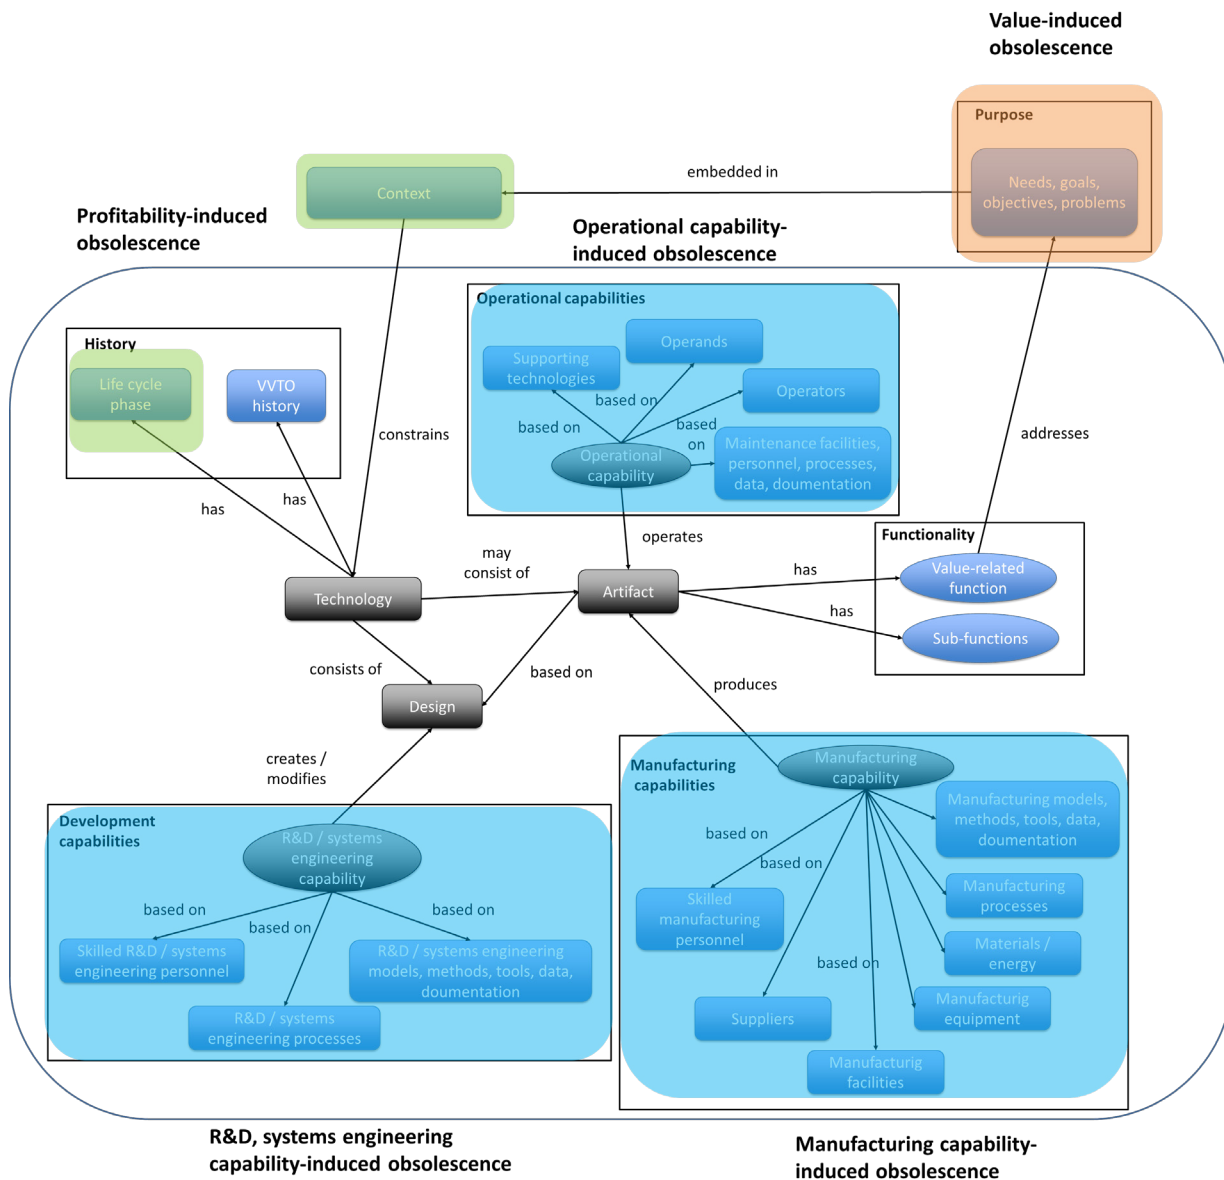 Value-induced
obsolescence
Purpose
Needs, goals,
objectives, problems
embedded in
Context
Profitability-induced
obsolescence
Operational capability-
induced obsolescence
Operational capabilities
Operands
Supporting
technologies
Operators
based on
based on
based
on
Maintenance facilities,
personnel, processes,
data, doumentation
Operational
capability
History
Life cycle
phase
VVTO
history
constrains
addresses
has
has
operates
may
consist of
Technology
Artifact
has
has
Functionality
Value-related
function
Sub-functions
consists of
based on
Design
produces
creates /
modifies
Development
capabilities
R&D / systems
engineering
capability
based on
based on
based on
Skilled R&D / systems
engineering personnel
R&D / systems engineering
models, methods, tools, data,
doumentation
R&D / systems
engineering processes
Manufacturing
capabilities
Manufacturing
capability
Manufacturing models,
methods, tools, data,
doumentation
based on
based on
Manufacturing
processes
Skilled
manufacturing
personnel
Materials /
energy
based on
Manufacturig
equipment
Suppliers
Manufacturig
facilities
R&D, systems engineering
capability-induced obsolescence
Manufacturing capability-
induced obsolescence